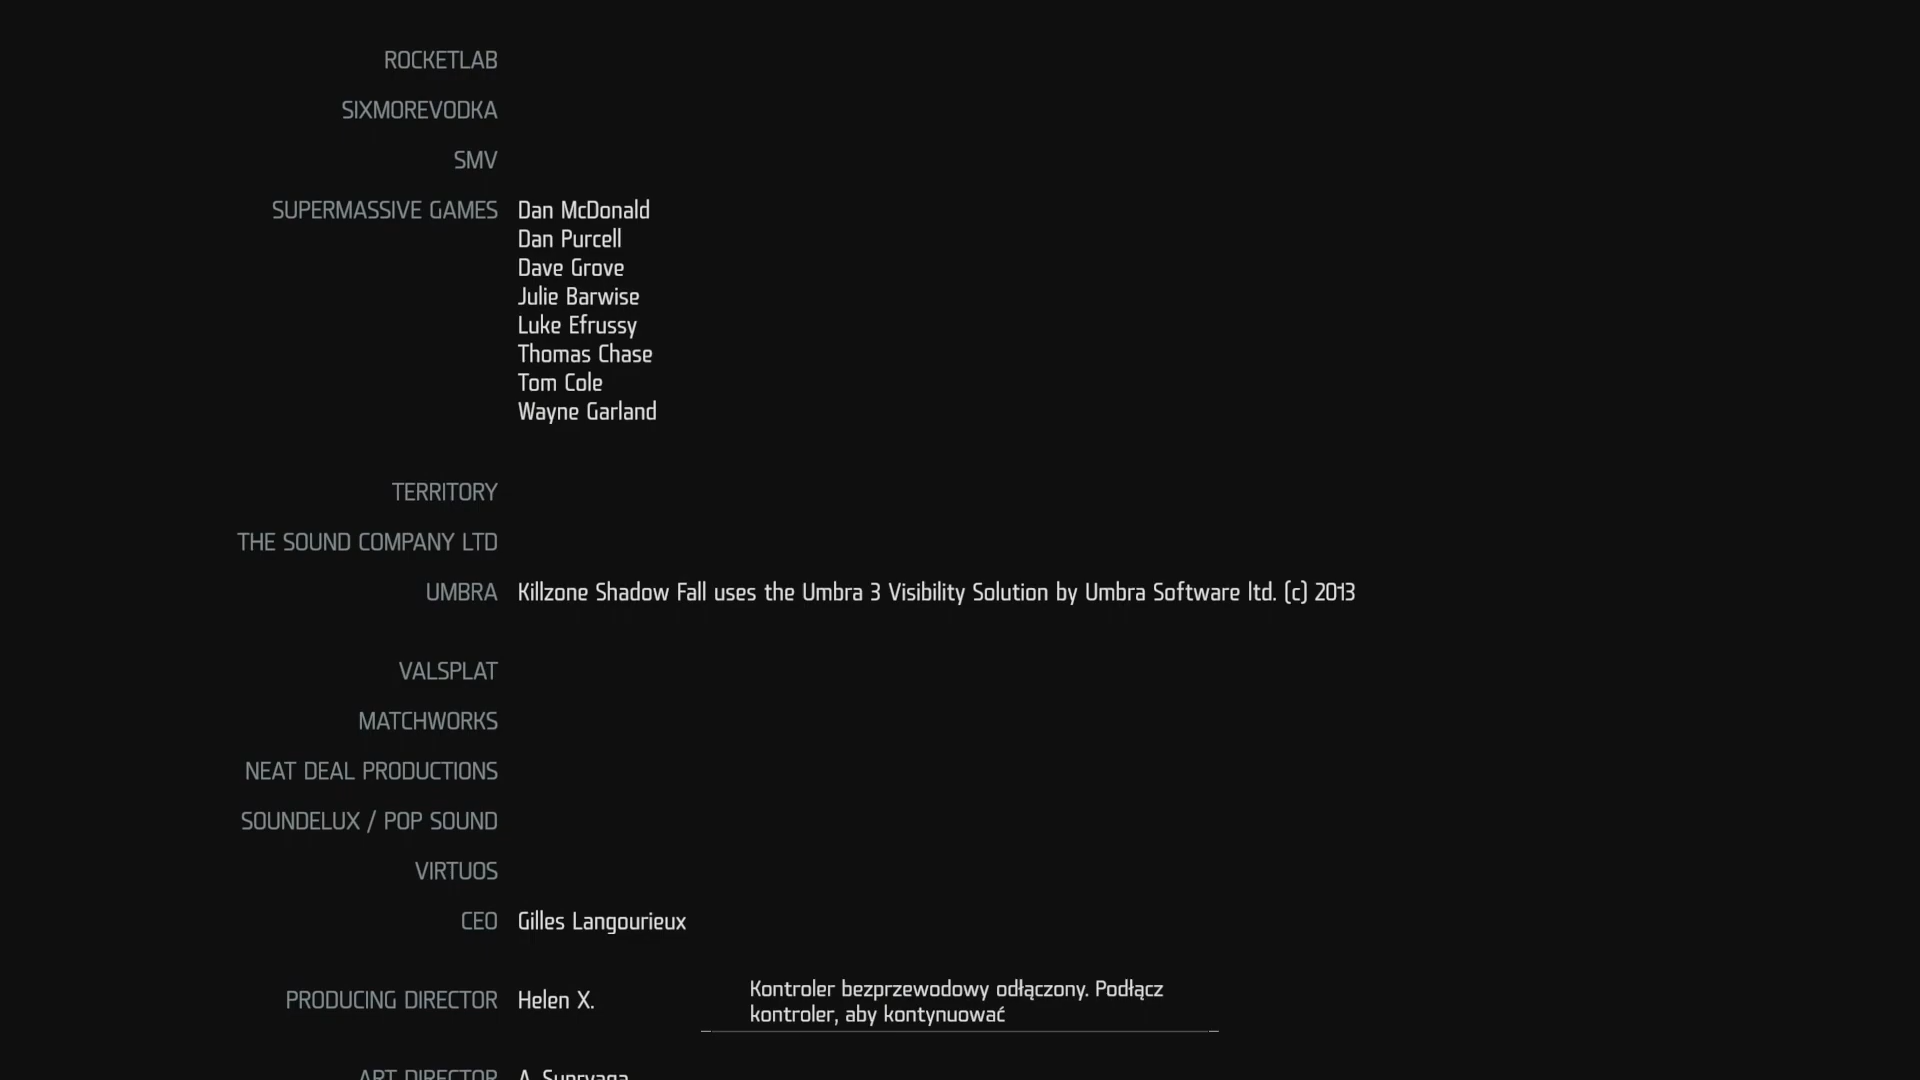 ROCKETLAB
SIXMOREVODKA
SMV
SUPERMASSIVE GAMES Dan McDonald
Dan Purcell
Dave Grove
Julie Barwise
Luke Efrussy
Thomas Chase
Tom Cole
Wayne Garland
TERRITORY
THE SOUND COMPANY LTD
UMBRA Killzone Shadow Fall uses the Umbra 3 Visibility Solution by Umbra Software ltd. (c) 2013
VALSPLAT
MATCHWORKS
NEAT DEAL PRODUCTIONS
SOUNDELUX / POP SOUND
VIRTUOS
CEO Gilles Langourieux
PRODUCING DIRECTOR Helen X.
Kontroler bezprzewodowy odłączony. Podłącz
kontroler, aby kontynuować
ART DIRECTOR A.